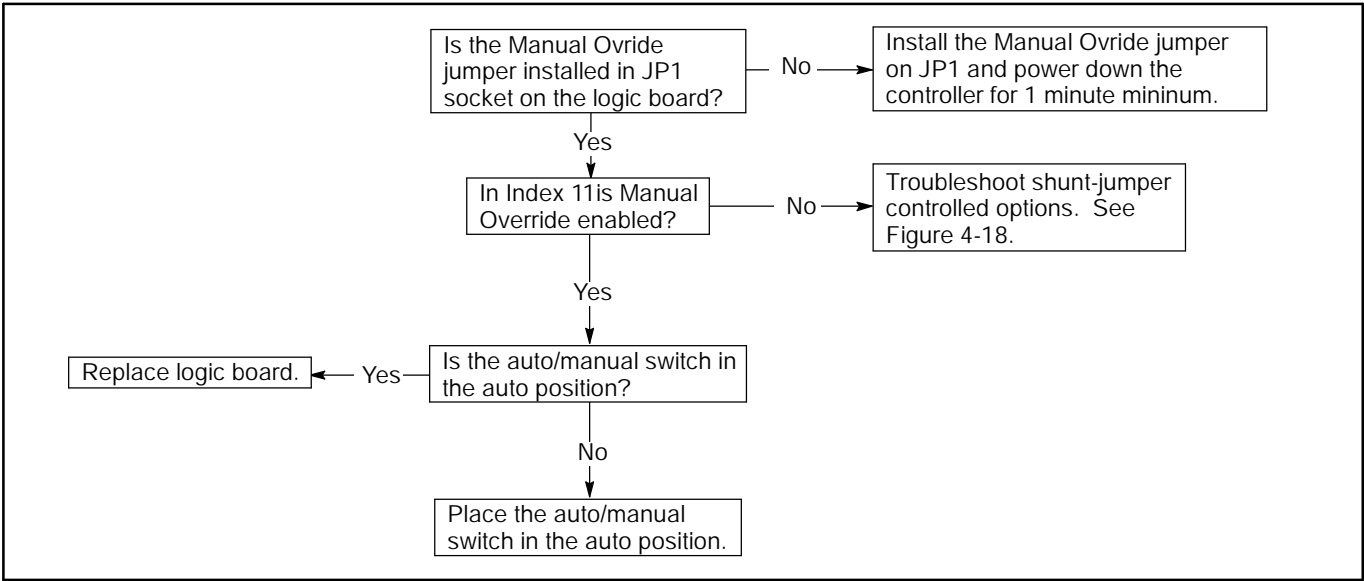 Is the Manual Ovride
jumper installed in JP1
socket on the logic board?
No
Install the Manual Ovride jumper
on JP1 and power down the
controller for 1 minute mininum.
Yes
In Index 11is Manual
Override enabled?
No
Troubleshoot shunt-jumper
controlled options. See
Figure 4-18.
Yes
Is the auto/manual switch in
the auto position?
Yes
Replace logic board.
No
Place the auto/manual
switch in the auto position.